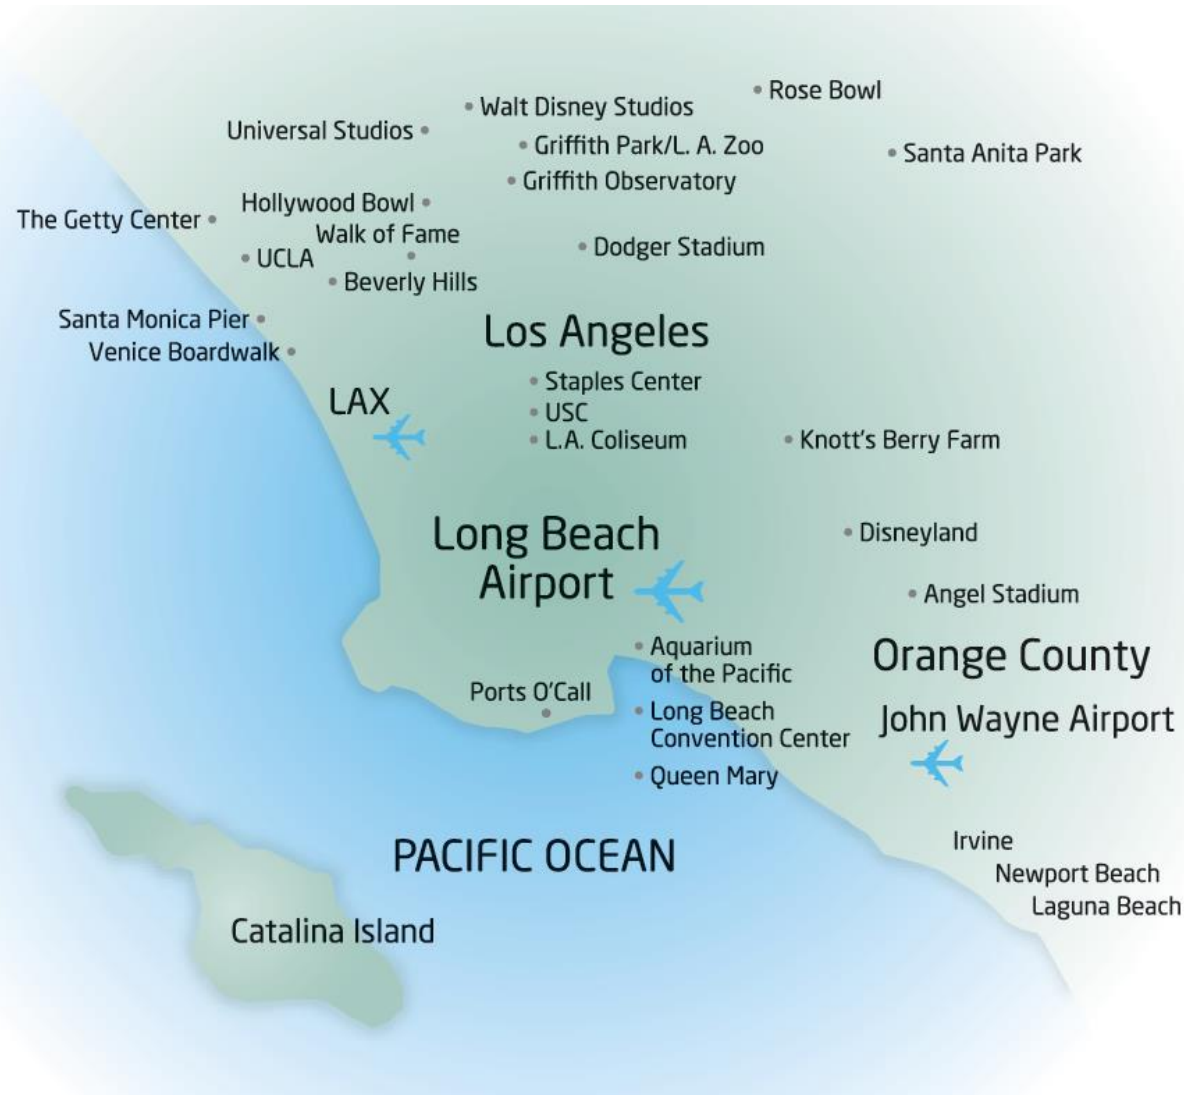 Rose Bowl
Walt Disney Studios
Universal Studios
Griffith Park/L. A. Zoo
Santa Anita Park
Griffith Observatory
Hollywood Bowl
The Getty Center
Walk of Fame
Dodger Stadium
UCLA
Beverly Hills
Santa Monica Pier
Los Angeles
Venice Boardwalk
Staples Center
LAX
USC
L.A. Coliseum
Knott's Berry Farm
Long Beach
Airport
Disneyland
Angel Stadium
Aquarium
of the Pacific
Orange County
Ports O'Call
Long Beach
Convention Center
John Wayne Airport
Queen Mary
Irvine
PACIFIC OCEAN
Newport Beach
Laguna Beach
Catalina Island